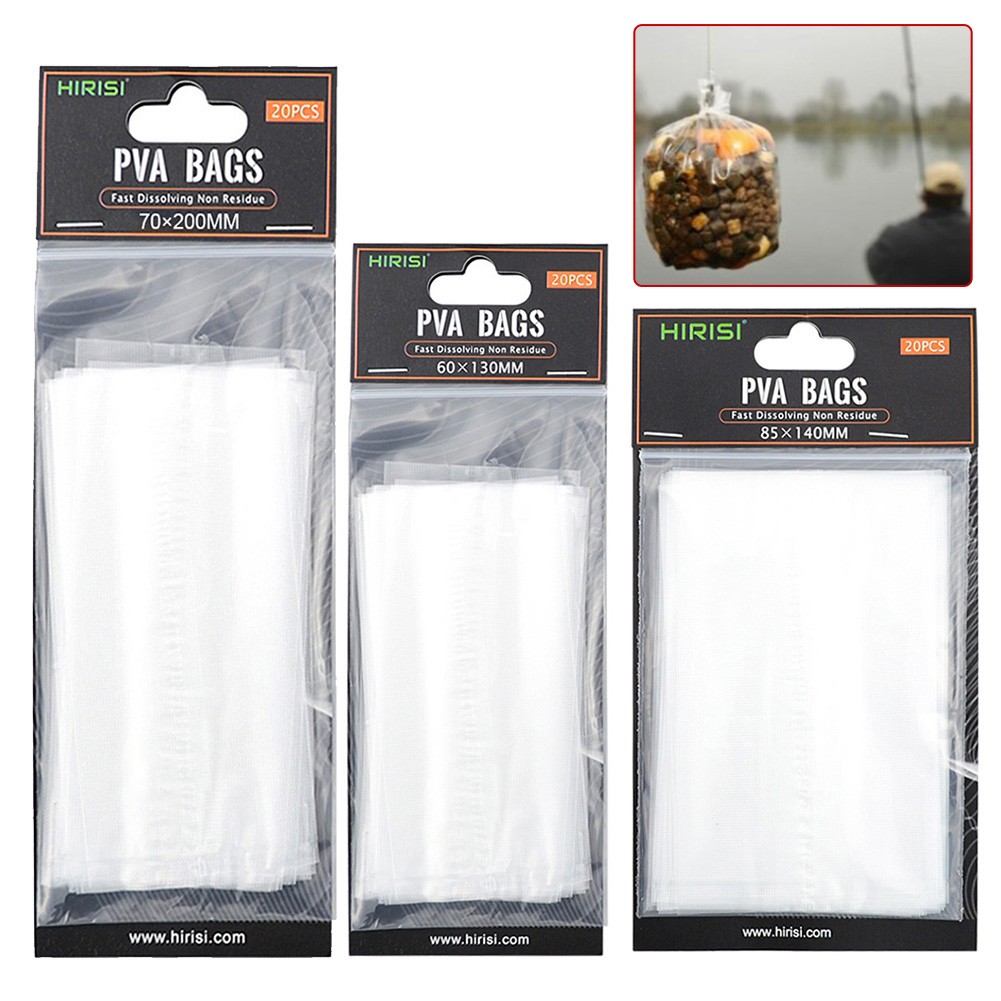 HIRISI®
20PCS
PVA BAGS
Fast Dissolving Non Residue
70×200MM
www.hirisi.com
HIRISI®
20PCS
PVA BAGS
Fast Dissolving Non Residue
60×130MM
www.hirisi.com
HIRISI®
20PCS
PVA BAGS
Fast Dissolving Non Residue
85×140MM
www.hirisi.com